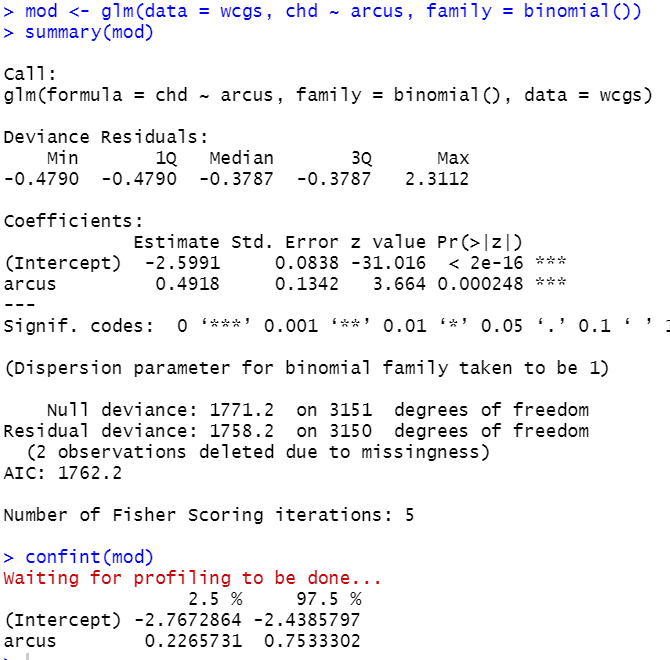 > mod <- glm(data = wcgs, chd ~ arcus, family = binomial())
> summary(mod)
Call:
glm(formula = chd ~ arcus, family = binomial(), data = wcgs)
Deviance Residuals:
Min 1Q Median 3Q Max
-0.4790 -0.4790 -0.3787 -0.3787 2.3112
Coefficients:
Estimate Std. Error z value Pr(>|z|)
(Intercept) -2.5991 0.0838 -31.016 < 2e-16 ***
arcus 0.4918 0.1342 3.664 0.000248 ***
---
Signif. codes: 0 ‘***’ 0.001 ‘**’ 0.01 ‘*’ 0.05 ‘.’ 0.1 ‘ ’ 1
(Dispersion parameter for binomial family taken to be 1)
Null deviance: 1771.2 on 3151 degrees of freedom
Residual deviance: 1758.2 on 3150 degrees of freedom
(2 observations deleted due to missingness)
AIC: 1762.2
Number of Fisher Scoring iterations: 5
> confint(mod)
Waiting for profiling to be done...
2.5 % 97.5 %
(Intercept) -2.7672864 -2.4385797
arcus 0.2265731 0.7533302
>